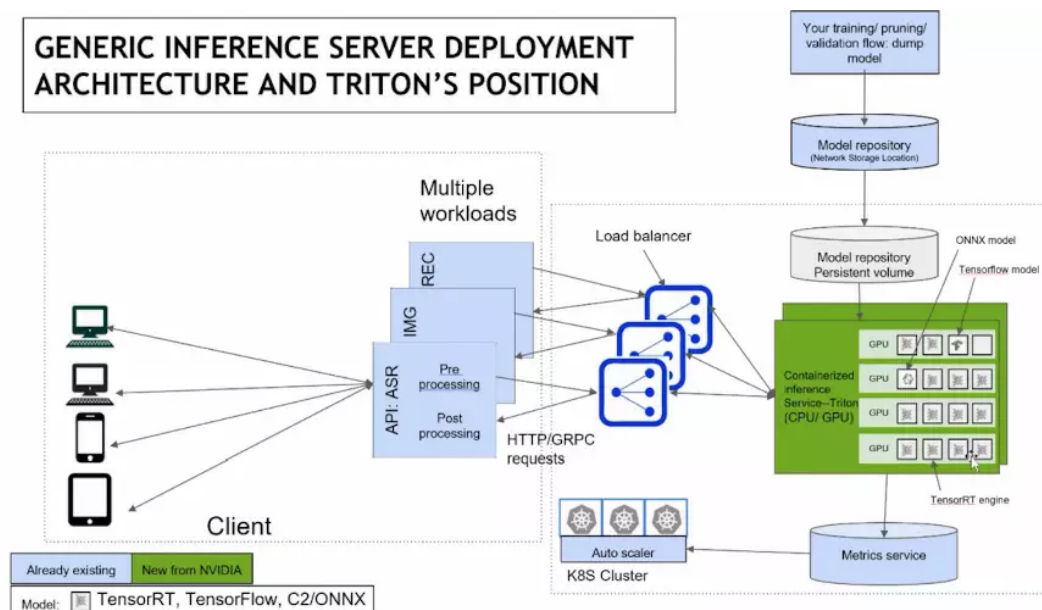 GENERIC INFERENCE SERVER DEPLOYMENT
ARCHITECTURE AND TRITON'S POSITION
Your training/ pruning/
validation flow: dump
model
Model repository
(Network Storage Location)
Model repository
Persistent volume
ONNX model
Tensorflow model
Multiple
workloads
Load balancer
REC
IMG
API: ASR
Pre
processing
Post
processing
HTTP/GRPC
requests
Containerized
inference
Service--Triton
(CPU/ GPU)
GPU
GPU
GPU
GPU
TensorRT engine
Client
Auto scaler
K8S Cluster
Metrics service
Already existing
New from NVIDIA
Model:
TensorRT, TensorFlow, C2/ONNX